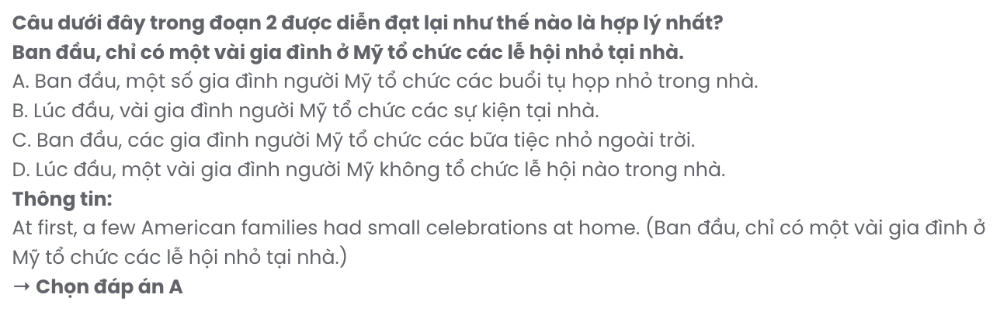 Câu dưới đây trong đoạn 2 được diễn đạt lại như thế nào là hợp lý nhất?
Ban đầu, chỉ có một vài gia đình ở Mỹ tổ chức các lễ hội nhỏ tại nhà.
A. Ban đầu, một số gia đình người Mỹ tổ chức các buổi tụ họp nhỏ trong nhà.
B. Lúc đầu, vài gia đình người Mỹ tổ chức các sự kiện tại nhà.
C. Ban đầu, các gia đình người Mỹ tổ chức các bữa tiệc nhỏ ngoài trời.
D. Lúc đầu, một vài gia đình người Mỹ không tổ chức lễ hội nào trong nhà.
Thông tin:
At first, a few American families had small celebrations at home. (Ban đầu, chỉ có một vài gia đình ở
Mỹ tổ chức các lễ hội nhỏ tại nhà.)
→ Chọn đáp án A